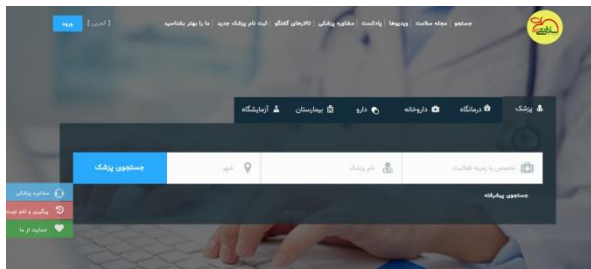 جستجو مجله سلامت ویدیوها پادکست مشاوره پزشکی تالارهای گفتگو ثبت نام پزشک جدید ما را بهتر بشناسید
[ العربی ] ورود
پزشک درمانگاه داروخانه دارو بیمارستان آزمایشگاه
تخصص یا زمینه فعالیت نام پزشک شهر جستجوی پزشک
جستجوی پیشرفته
مشاوره پزشکی
پیگیری و لغو نوبت
حمایت از ما